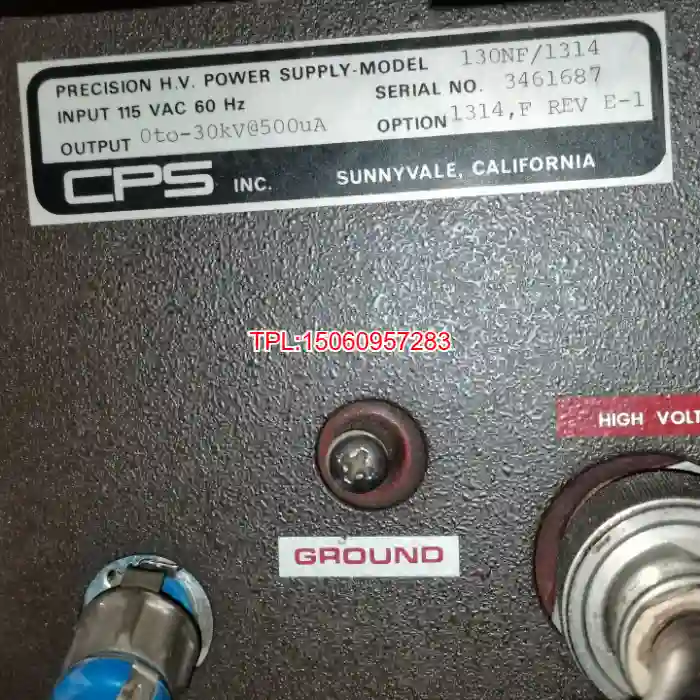 PRECISION H.V. POWER SUPPLY-MODEL 130NF/1314
INPUT 115 VAC 60 Hz SERIAL NO. 3461687
OUTPUT 0to-30kV@500uA OPTION 1314,F REV E-1
CPS INC. SUNNYVALE, CALIFORNIA
TPL:15060957283
HIGH VOLT
GROUND